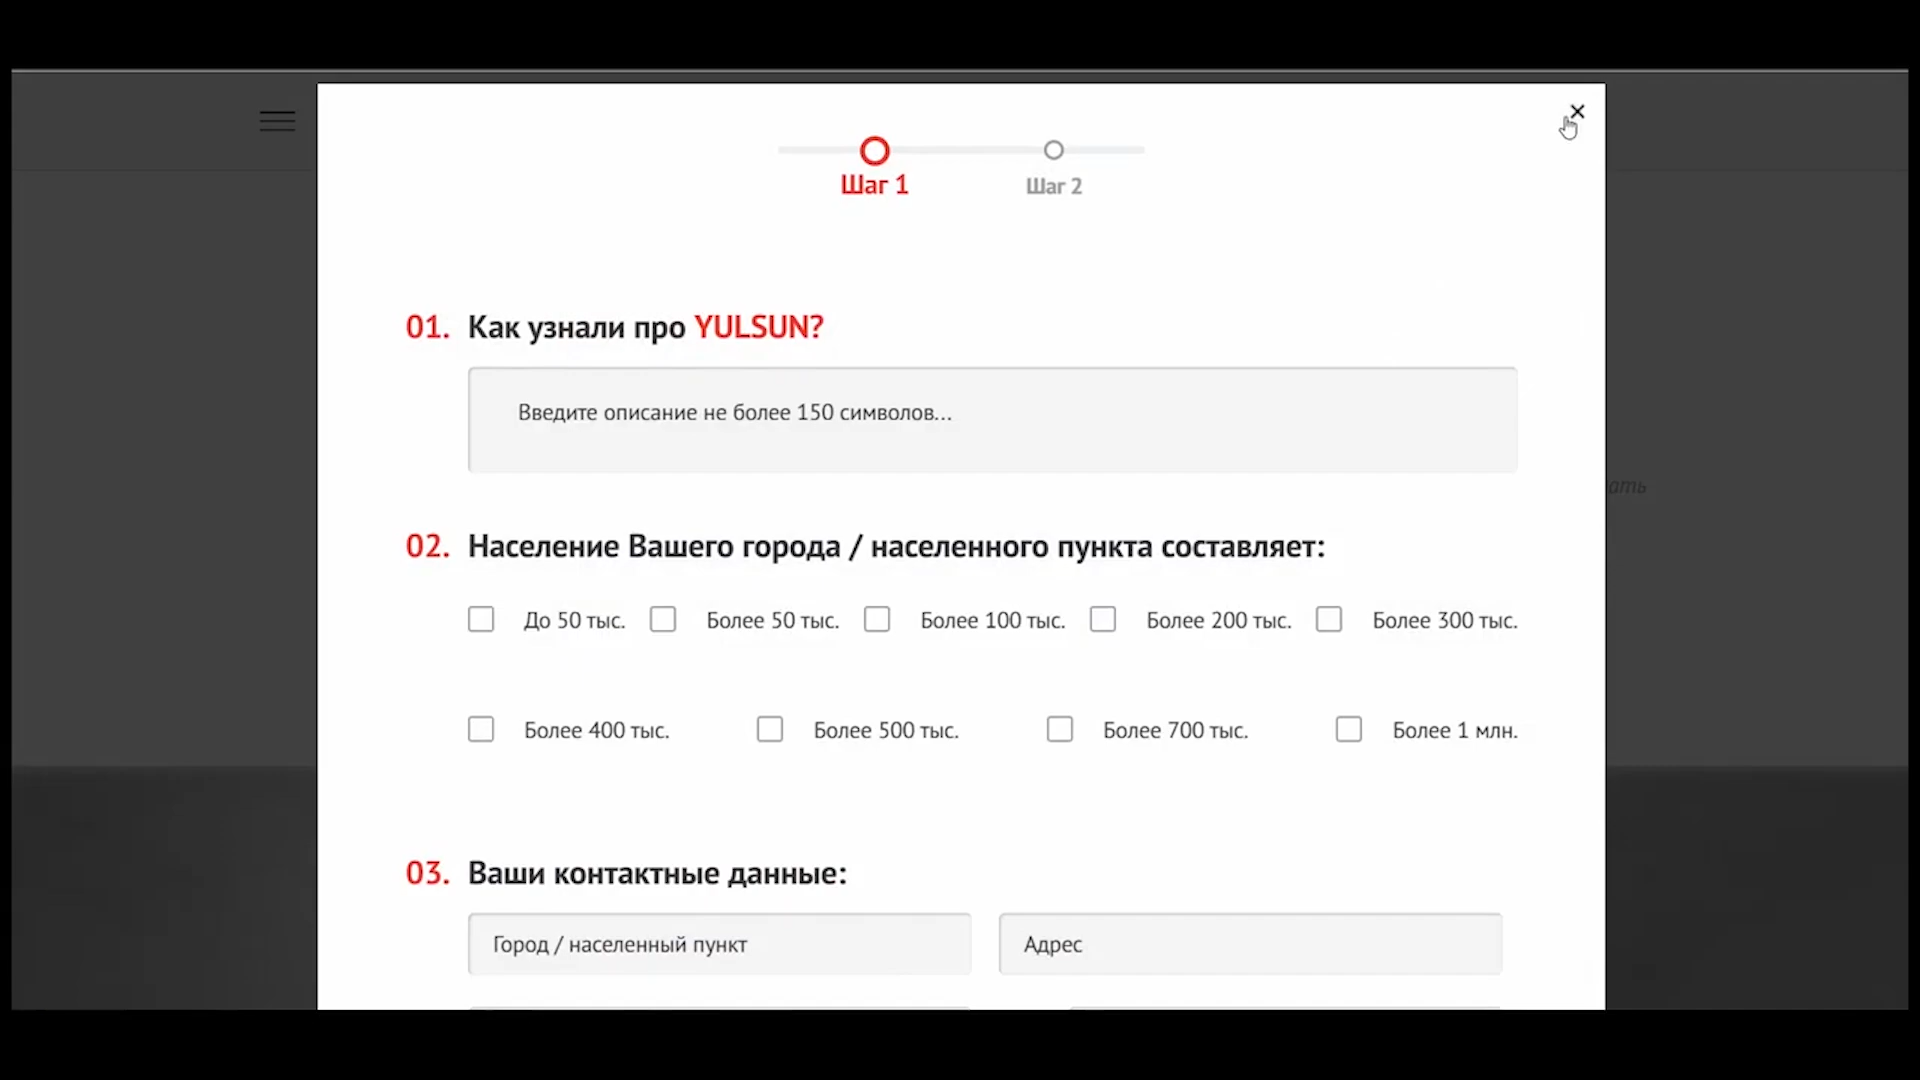 Шаг 1
Шаг 2
01. Как узнали про YULSUN?
Введите описание не более 150 символов...
02. Население Вашего города / населенного пункта составляет:
До 50 тыс. Более 50 тыс. Более 100 тыс. Более 200 тыс. Более 300 тыс.
Более 400 тыс. Более 500 тыс. Более 700 тыс. Более 1 млн.
03. Ваши контактные данные:
Город / населенный пункт Адрес